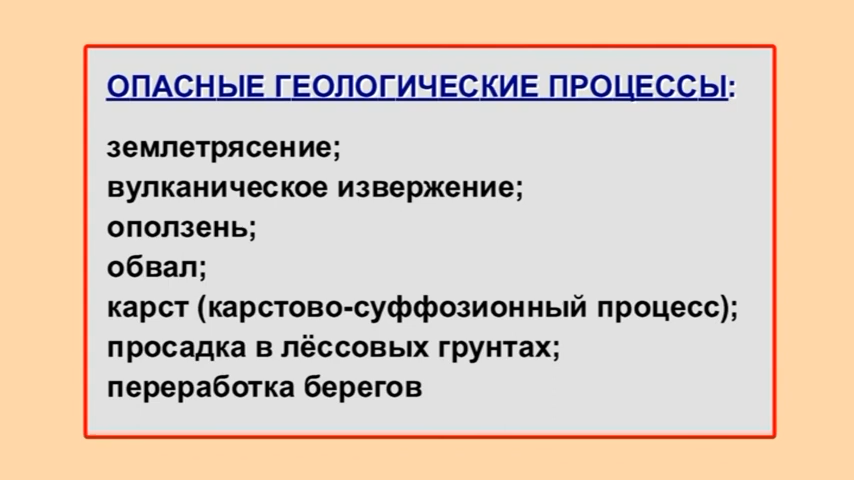 ОПАСНЫЕ ГЕОЛОГИЧЕСКИЕ ПРОЦЕССЫ:
землетрясение;
вулканическое извержение;
оползень;
обвал;
карст (карстово-суффозионный процесс);
просадка в лёссовых грунтах;
переработка берегов